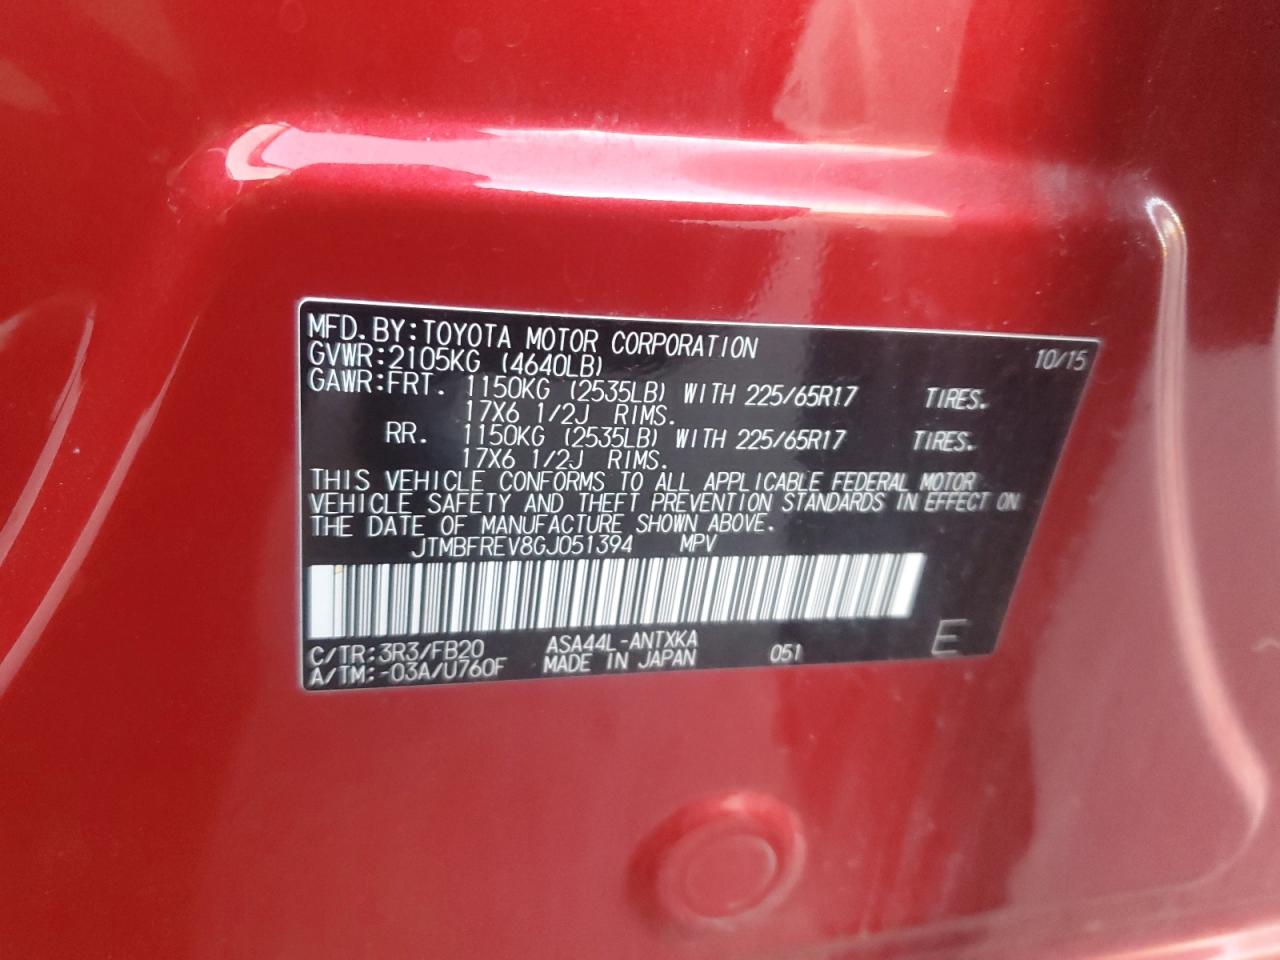 MFD. BY: TOYOTA MOTOR CORPORATION 10/15
GVWR: 2105KG (4640LB)
GAWR: FRT. 1150KG (2535LB) WITH 225/65R17 TIRES.
17X6 1/2J RIMS.
RR. 1150KG (2535LB) WITH 225/65R17 TIRES.
17X6 1/2J RIMS.
THIS VEHICLE CONFORMS TO ALL APPLICABLE FEDERAL MOTOR
VEHICLE SAFETY AND THEFT PREVENTION STANDARDS IN EFFECT ON
THE DATE OF MANUFACTURE SHOWN ABOVE.
JTMBFREV8GJ051394 MPV
C/TR: 3R3/FB20 ASA44L-ANTXKA
A/TM: -03A/U760F MADE IN JAPAN 051 E